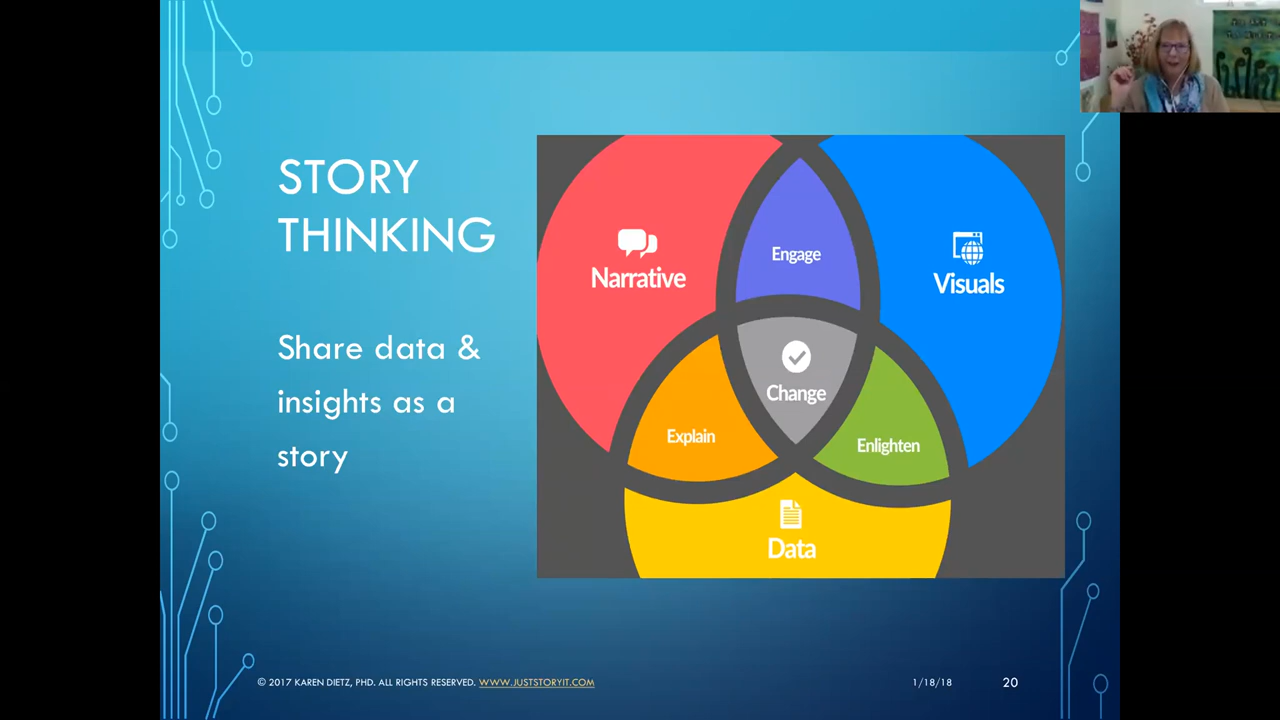 STORY
THINKING
Share data &
insights as a
story
Narrative
Engage
Visuals
Change
Explain
Enlighten
Data
© 2017 KAREN DIETZ, PHD. ALL RIGHTS RESERVED. WWW.JUSTSTORYIT.COM
1/18/18
20